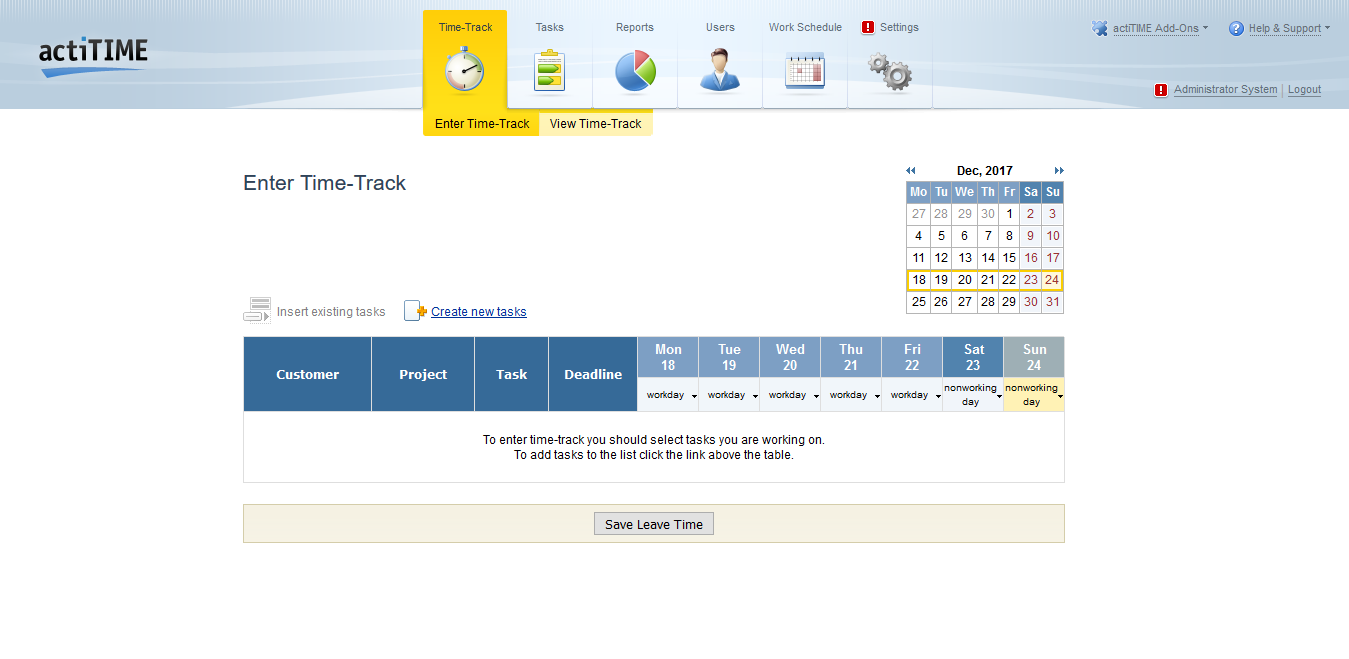 actiTIME
Time-Track
Tasks
Reports
Users
Work Schedule
! Settings
actiTIME Add-Ons
? Help & Support
! Administrator System | Logout
Enter Time-Track
View Time-Track
Enter Time-Track
Dec, 2017
Mo Tu We Th Fr Sa Su
27 28 29 30 1 2 3
4 5 6 7 8 9 10
11 12 13 14 15 16 17
18 19 20 21 22 23 24
25 26 27 28 29 30 31
Insert existing tasks
Create new tasks
Customer
Project
Task
Deadline
Mon
18
Tue
19
Wed
20
Thu
21
Fri
22
Sat
23
Sun
24
workday
workday
workday
workday
workday
nonworking
day
nonworking
day
To enter time-track you should select tasks you are working on.
To add tasks to the list click the link above the table.
Save Leave Time